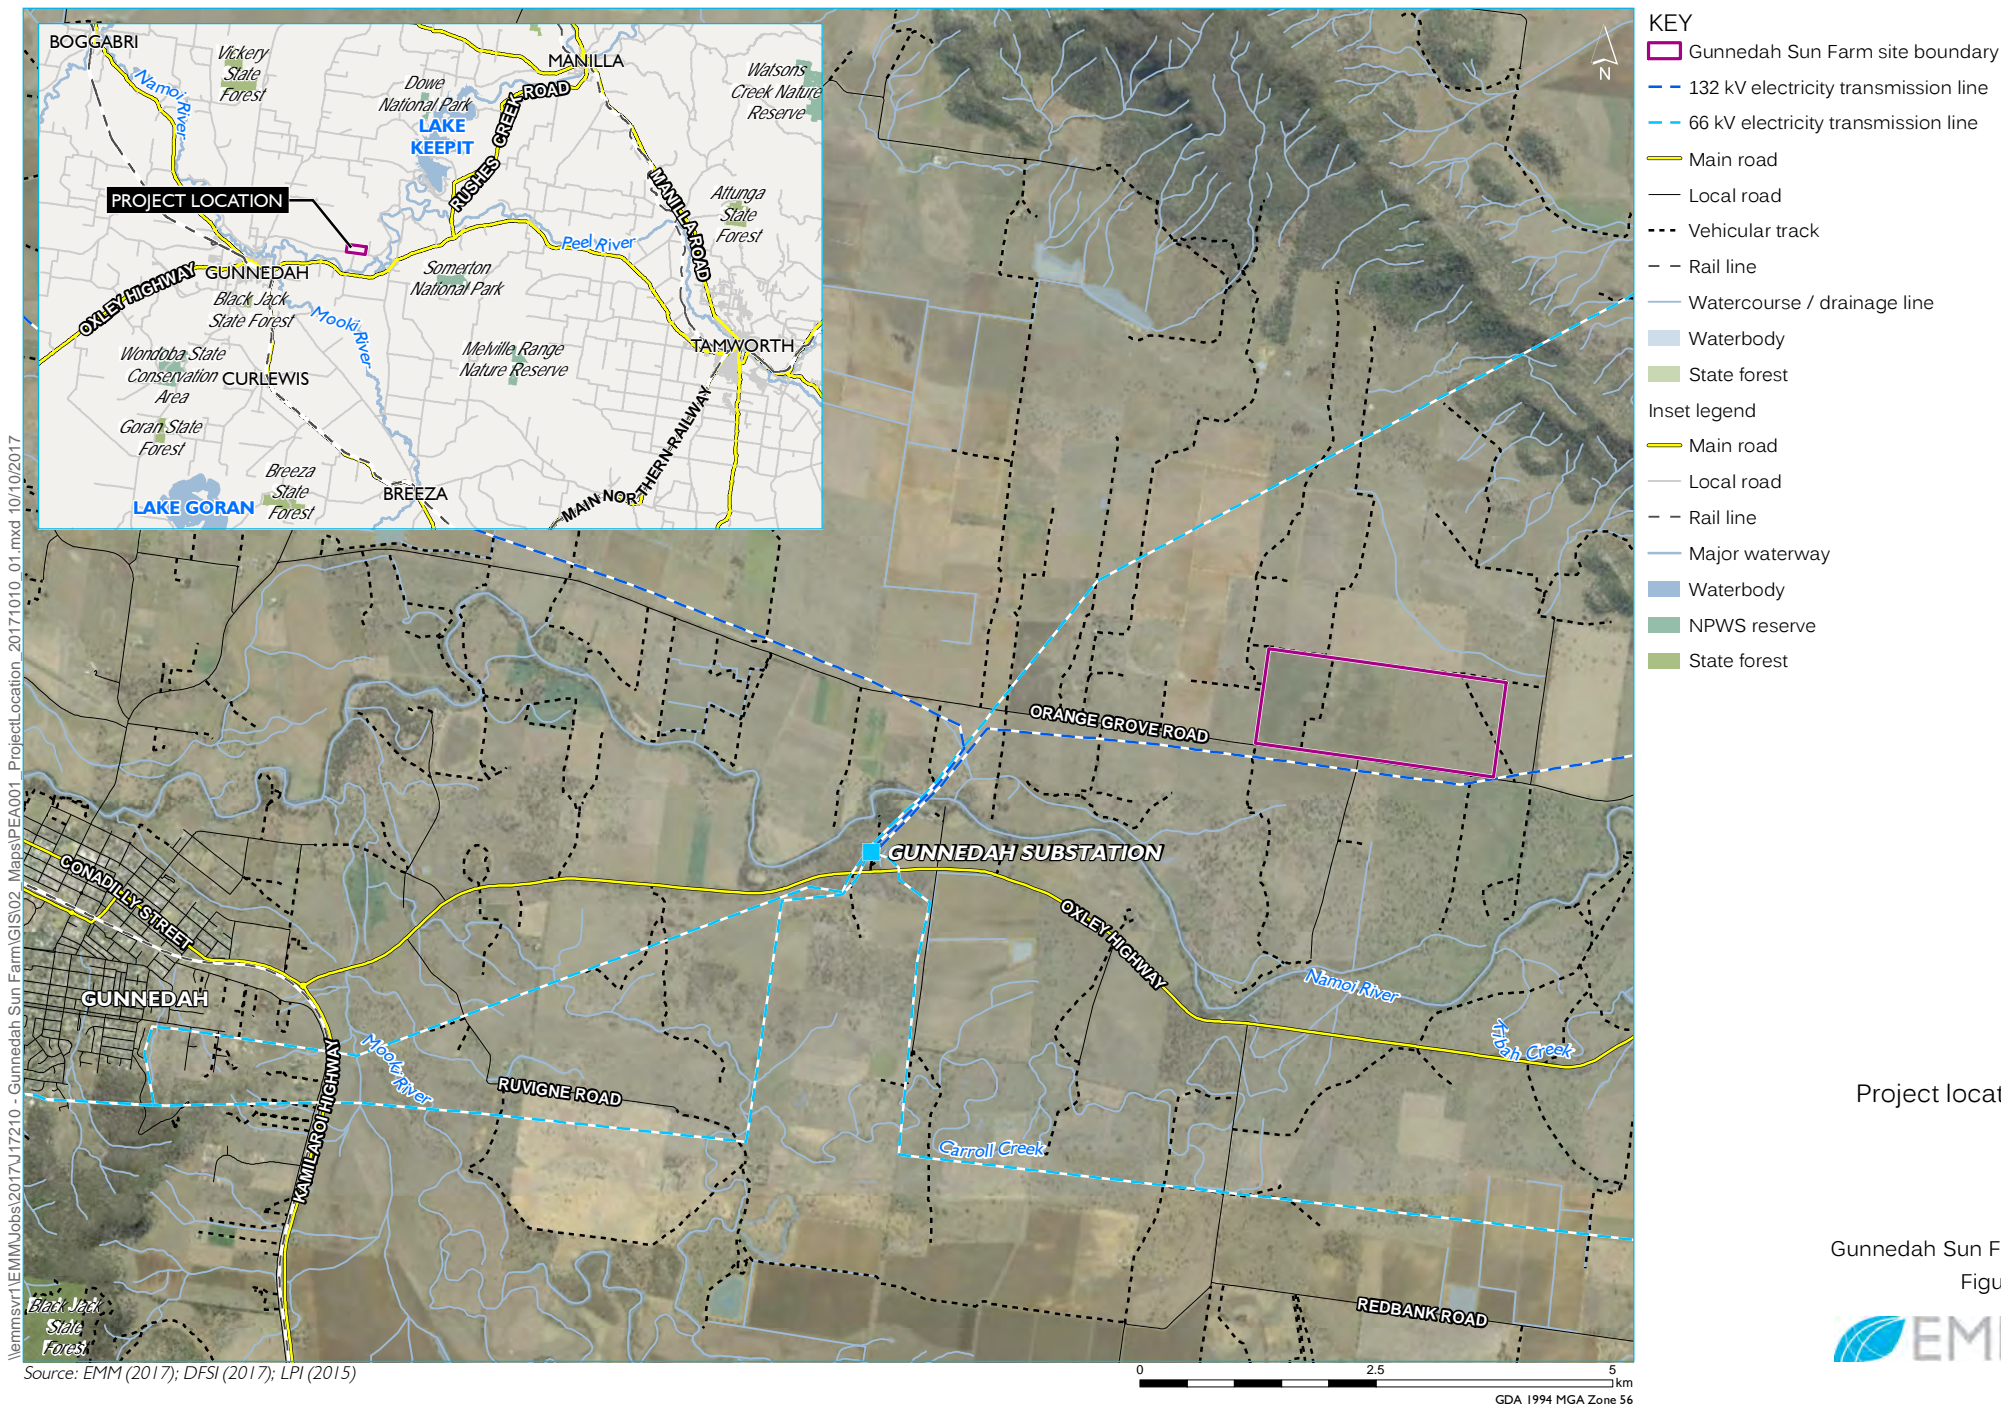 BOGGABRI
Namoi River
Vickery
State
Forest
MANILLA
Dowe
National Park
LAKE
KEEPIT
RUSHES CREEK ROAD
Watsons
Creek Nature
Reserve
MANILLA ROAD
Attunga
State
Forest
PROJECT LOCATION
Peel River
OXLEY HIGHWAY
GUNNEDAH
Somerton
National Park
Black Jack
State Forest
Mooki River
Wondoba State
Conservation
Area
CURLEWIS
Melville Range
Nature Reserve
TAMWORTH
Goran State
Forest
MAIN NORTHERN RAILWAY
Breeza
State
Forest
BREEZA
LAKE GORAN
N
ORANGE GROVE ROAD
GUNNEDAH SUBSTATION
CONADILLY STREET
OXLEY HIGHWAY
GUNNEDAH
Namoi River
Kibah Creek
Mooki River
RUVIGNE ROAD
KAMILAROI HIGHWAY
Carroll Creek
REDBANK ROAD
Black Jack
State
Forest
\\emmsvr1\EMM\Jobs\2017\J17210 - Gunnedah Sun Farm\GIS\02_Maps\PEA001_ProjectLocation_20171010_01.mxd 10/10/2017
Source: EMM (2017); DFSI (2017); LPI (2015)
0 2.5 5
km
GDA 1994 MGA Zone 56
KEY
Gunnedah Sun Farm site boundary
132 kV electricity transmission line
66 kV electricity transmission line
Main road
Local road
Vehicular track
Rail line
Watercourse / drainage line
Waterbody
State forest
Inset legend
Main road
Local road
Rail line
Major waterway
Waterbody
NPWS reserve
State forest
Project locat
Gunnedah Sun F
Figu
EM